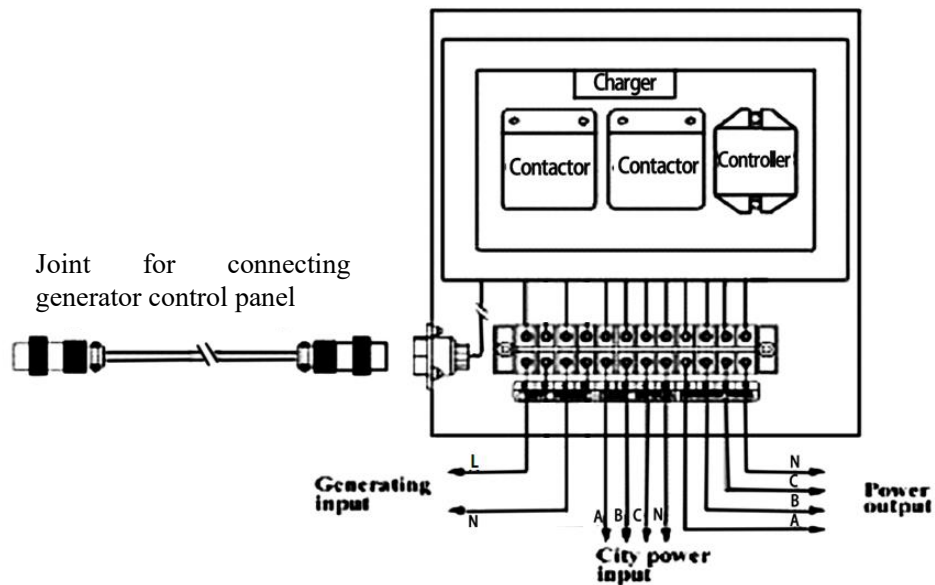 Charger
Contactor
Contactor
Controller
Joint for connecting
generator control panel
L
Generating
input
N
A B C N
City power
input
N
C
B
A
Power
output